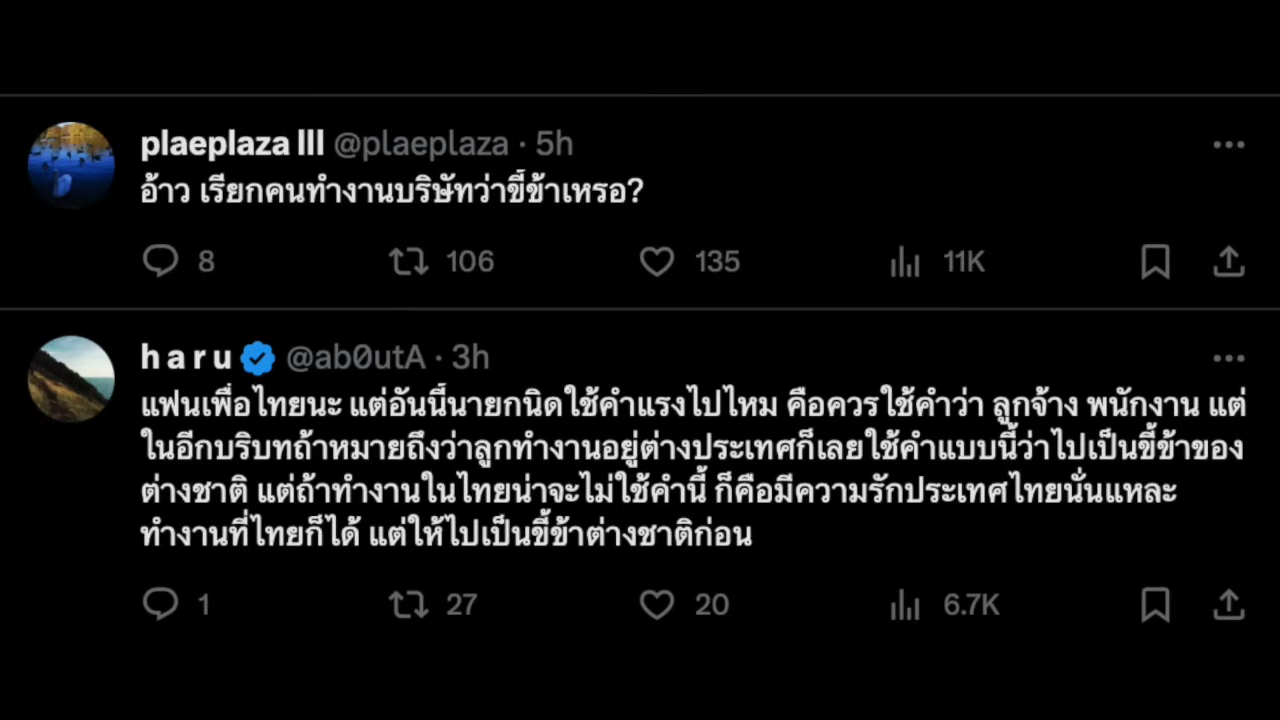 plaeplaza lll @plaeplaza · 5h
อ้าว เรียกคนทำงานบริษัทว่าขี้ข้าเหรอ?
8 106 135 11K
h a r u @ab0utA · 3h
แฟนเพื่อไทยนะ แต่อันนี้นายกนิดใช้คำแรงไปไหม คือควรใช้คำว่า ลูกจ้าง พนักงาน แต่
ในอีกบริบทถ้าหมายถึงว่าลูกทำงานอยู่ต่างประเทศก็เลยใช้คำแบบนี้ว่าไปเป็นขี้ข้าของ
ต่างชาติ แต่ถ้าทำงานในไทยน่าจะไม่ใช้คำนี้ ก็คือมีความรักประเทศไทยนั่นแหละ
ทำงานที่ไทยก็ได้ แต่ให้ไปเป็นขี้ข้าต่างชาติก่อน
1 27 20 6.7K